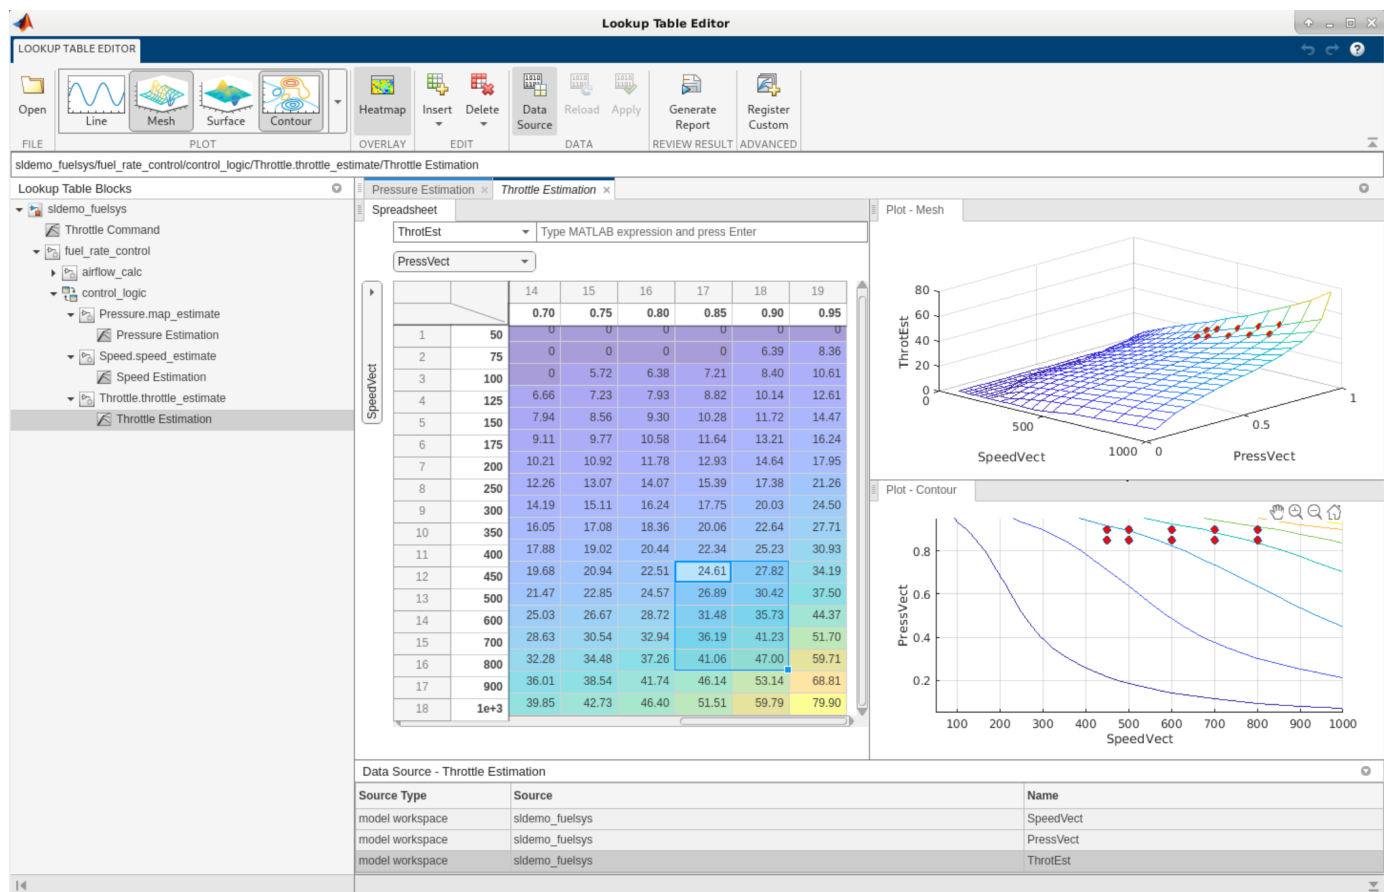 Lookup Table Editor
LOOKUP TABLE EDITOR
Open
Line
Mesh
Surface
Contour
Heatmap
Insert
Delete
Data Source
Reload
Apply
Generate Report
Register Custom
FILE PLOT OVERLAY EDIT DATA REVIEW RESULT ADVANCED
sldemo_fuelsys/fuel_rate_control/control_logic/Throttle.throttle_estimate/Throttle Estimation
Lookup Table Blocks
sldemo_fuelsys
Throttle Command
fuel_rate_control
airflow_calc
control_logic
Pressure.map_estimate
Pressure Estimation
Speed.speed_estimate
Speed Estimation
Throttle.throttle_estimate
Throttle Estimation
Pressure Estimation × Throttle Estimation ×
Spreadsheet
ThrotEst Type MATLAB expression and press Enter
PressVect
SpeedVect
14 15 16 17 18 19
0.70 0.75 0.80 0.85 0.90 0.95
1 50 0 0 0 0 0 0
2 75 0 0 0 0 6.39 8.36
3 100 0 5.72 6.38 7.21 8.40 10.61
4 125 6.66 7.23 7.93 8.82 10.14 12.61
5 150 7.94 8.56 9.30 10.28 11.72 14.47
6 175 9.11 9.77 10.58 11.64 13.21 16.24
7 200 10.21 10.92 11.78 12.93 14.64 17.95
8 250 12.26 13.07 14.07 15.39 17.38 21.26
9 300 14.19 15.11 16.24 17.75 20.03 24.50
10 350 16.05 17.08 18.36 20.06 22.64 27.71
11 400 17.88 19.02 20.44 22.34 25.23 30.93
12 450 19.68 20.94 22.51 24.61 27.82 34.19
13 500 21.47 22.85 24.57 26.89 30.42 37.50
14 600 25.03 26.67 28.72 31.48 35.73 44.37
15 700 28.63 30.54 32.94 36.19 41.23 51.70
16 800 32.28 34.48 37.26 41.06 47.00 59.71
17 900 36.01 38.54 41.74 46.14 53.14 68.81
18 1e+3 39.85 42.73 46.40 51.51 59.79 79.90
Plot - Mesh
80
60
40
20
0
ThrotEst
0
500
1000
SpeedVect
0
0.5
1
PressVect
Plot - Contour
0.8
0.6
0.4
0.2
PressVect
100 200 300 400 500 600 700 800 900 1000
SpeedVect
Data Source - Throttle Estimation
Source Type Source Name
model workspace sldemo_fuelsys SpeedVect
model workspace sldemo_fuelsys PressVect
model workspace sldemo_fuelsys ThrotEst